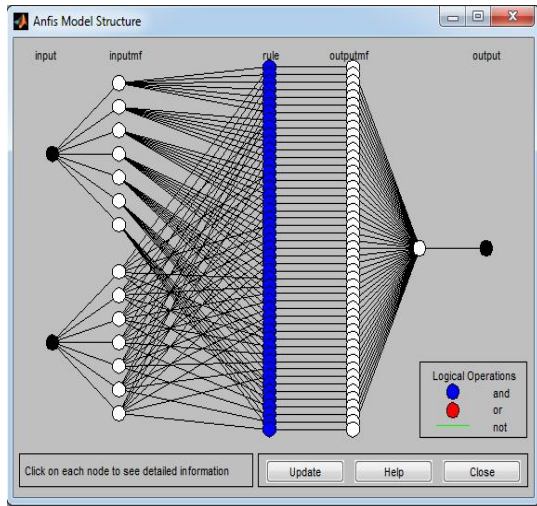 Anfis Model Structure
input inputmf rule outputmf output
Logical Operations
and
or
not
Click on each node to see detailed information Update Help Close